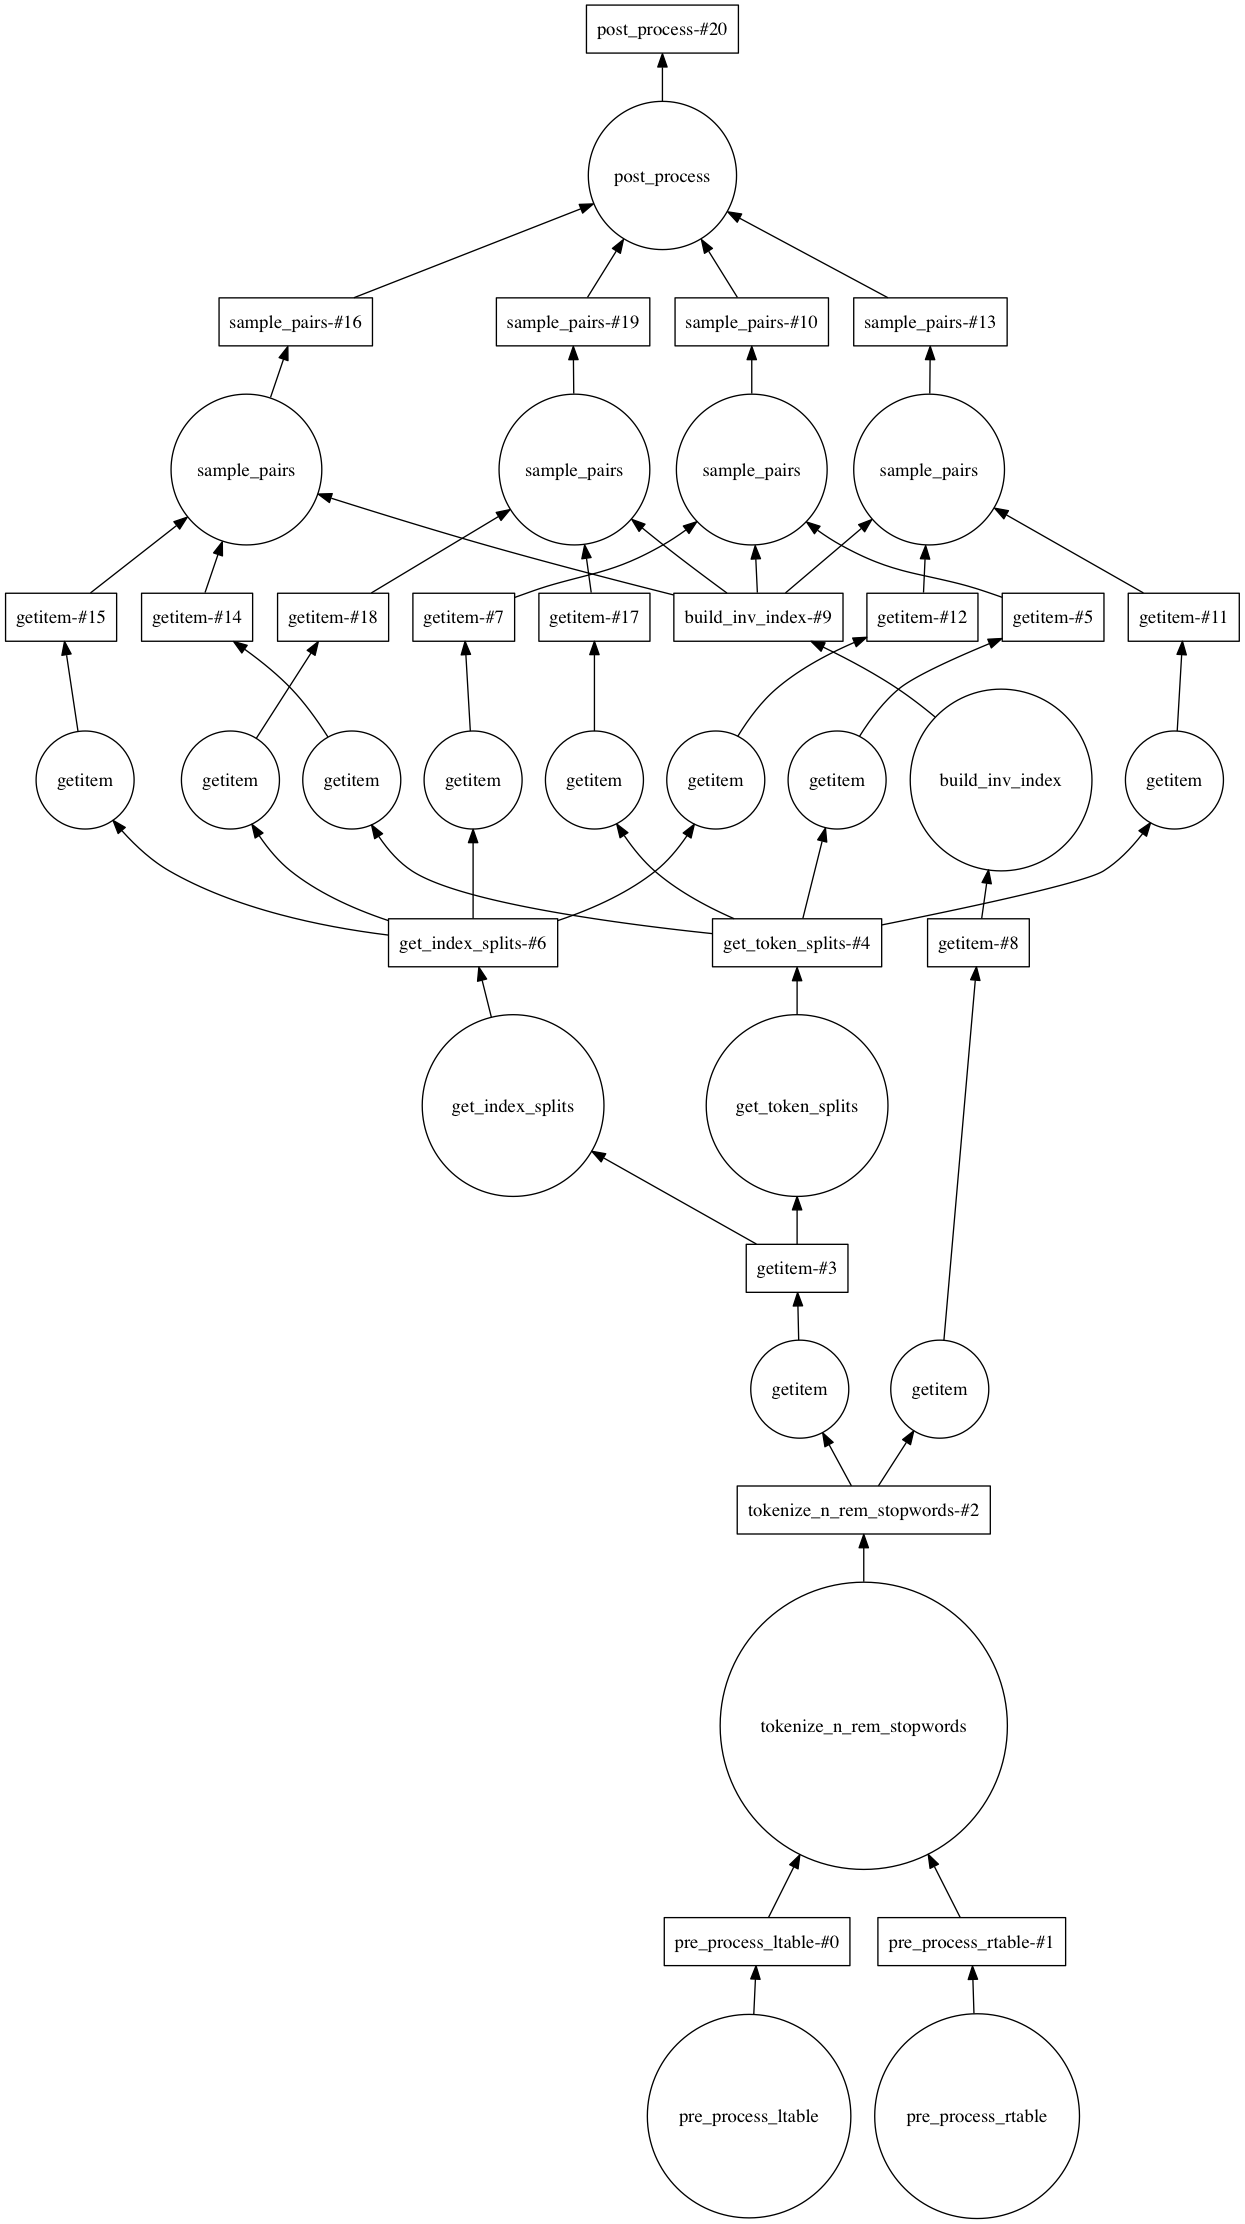 post_process-#20
post_process
sample_pairs-#16
sample_pairs-#19
sample_pairs-#10
sample_pairs-#13
sample_pairs
sample_pairs
sample_pairs
sample_pairs
getitem-#15
getitem-#14
getitem-#18
getitem-#7
getitem-#17
build_inv_index-#9
getitem-#12
getitem-#5
getitem-#11
getitem
getitem
getitem
getitem
getitem
getitem
getitem
build_inv_index
getitem
get_index_splits-#6
get_token_splits-#4
getitem-#8
get_index_splits
get_token_splits
getitem-#3
getitem
getitem
tokenize_n_rem_stopwords-#2
tokenize_n_rem_stopwords
pre_process_ltable-#0
pre_process_rtable-#1
pre_process_ltable
pre_process_rtable